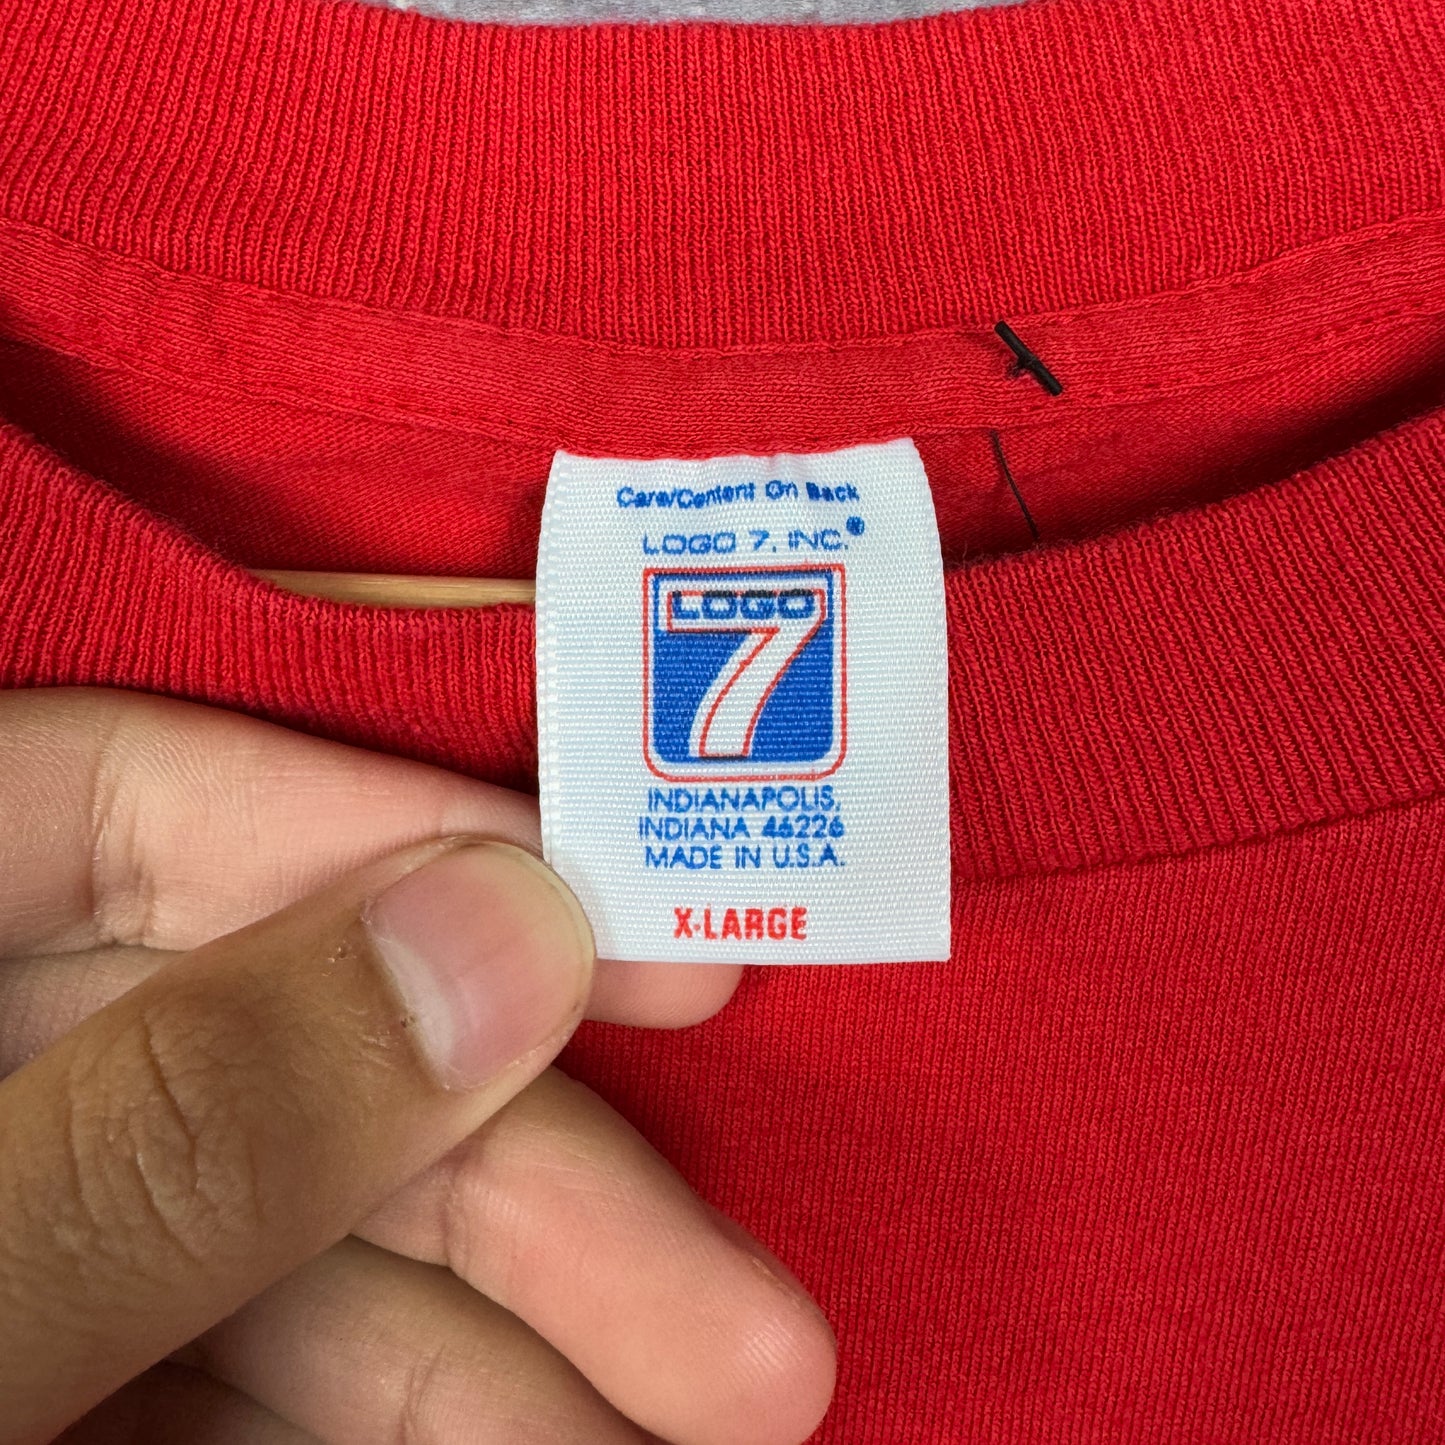 Care/Content On Back
LOGO 7, INC.®
LOGO
7
INDIANAPOLIS,
INDIANA 46226
MADE IN U.S.A.
X-LARGE